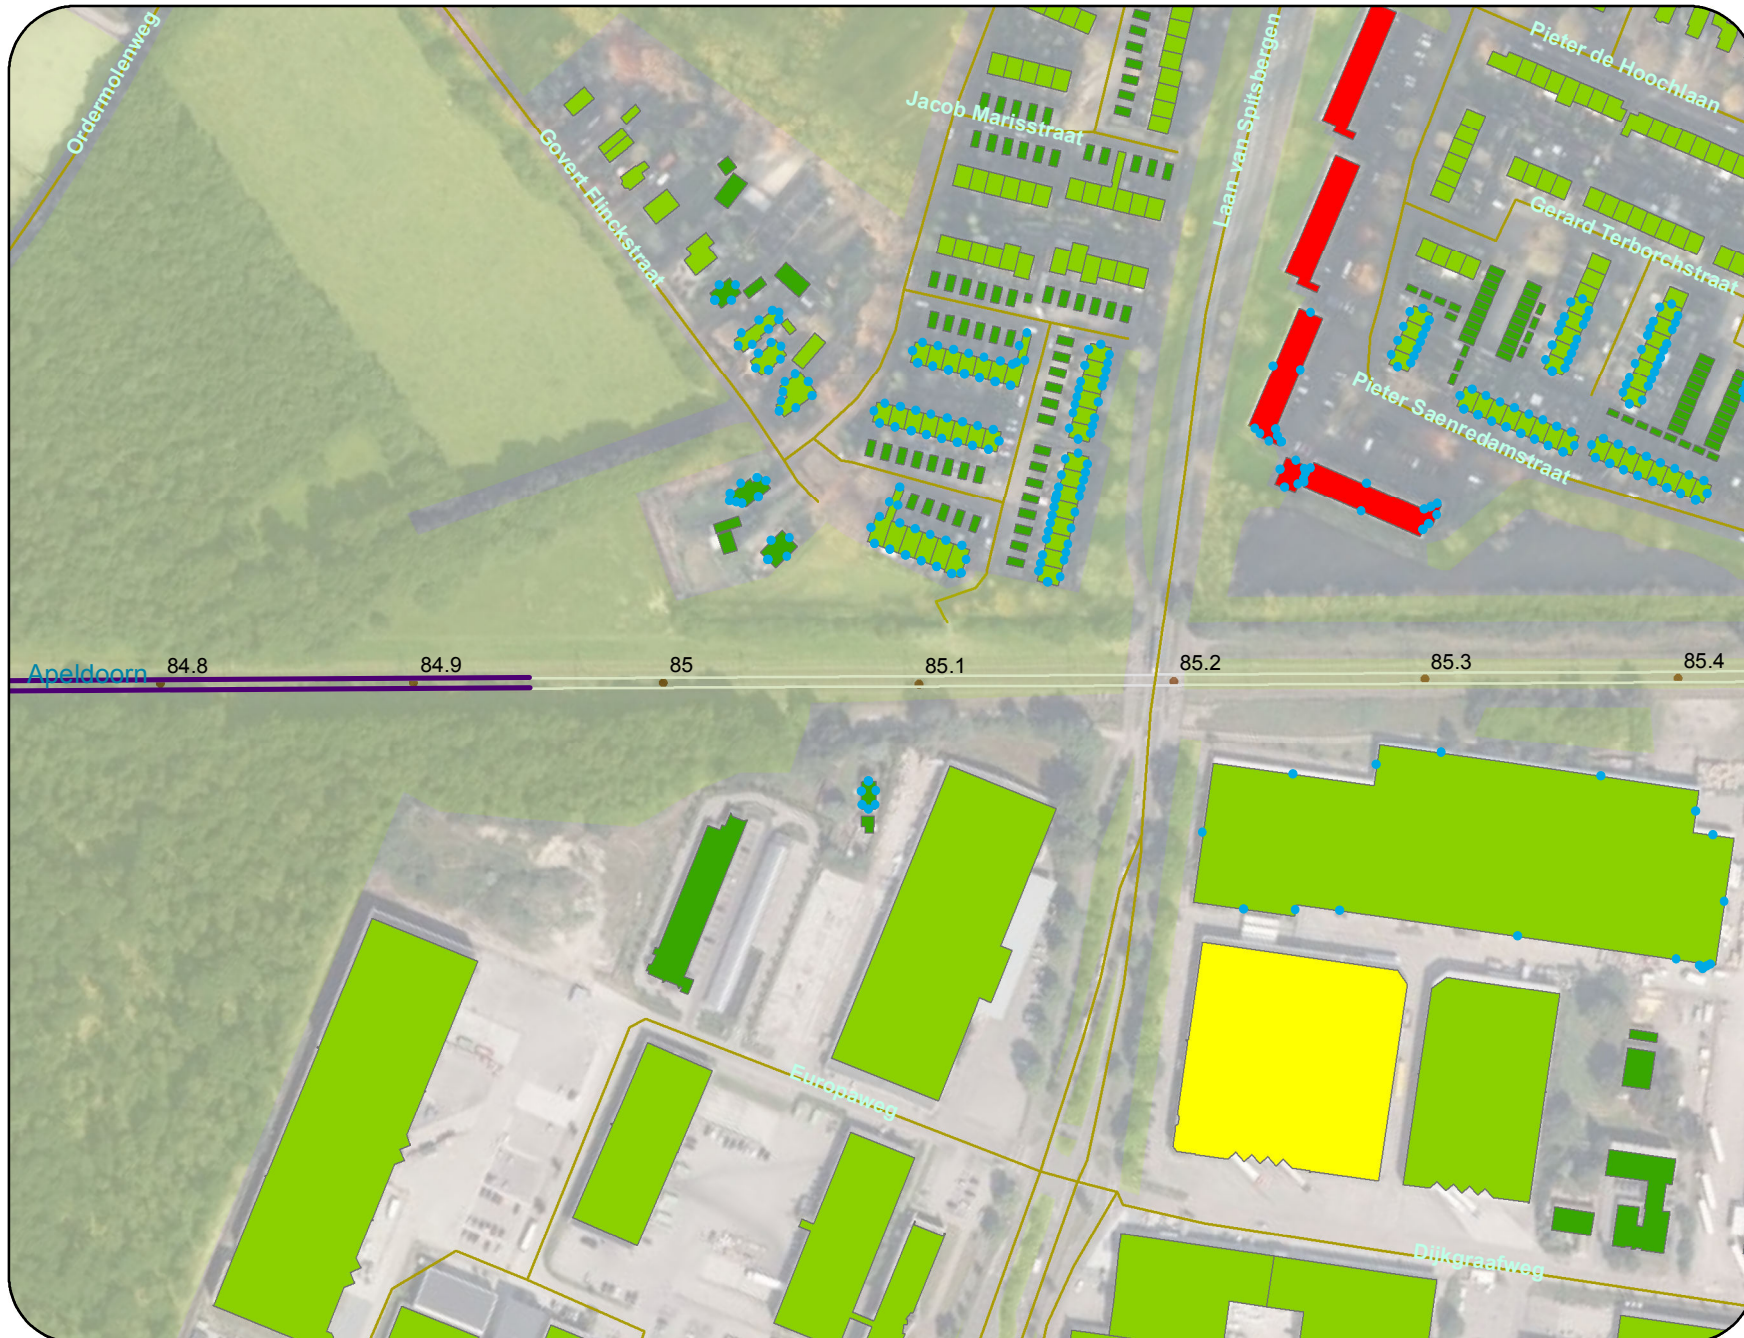 Ordermolenweg
Govert Flinckstraat
Jacob Marisstraat
Laan van Spitsbergen
Pieter de Hoochlaan
Gerard Terborchstraat
Pieter Saenredamstraat
Apeldoorn
84.8
84.9
85
85.1
85.2
85.3
85.4
Europaweg
Dijkgraafweg